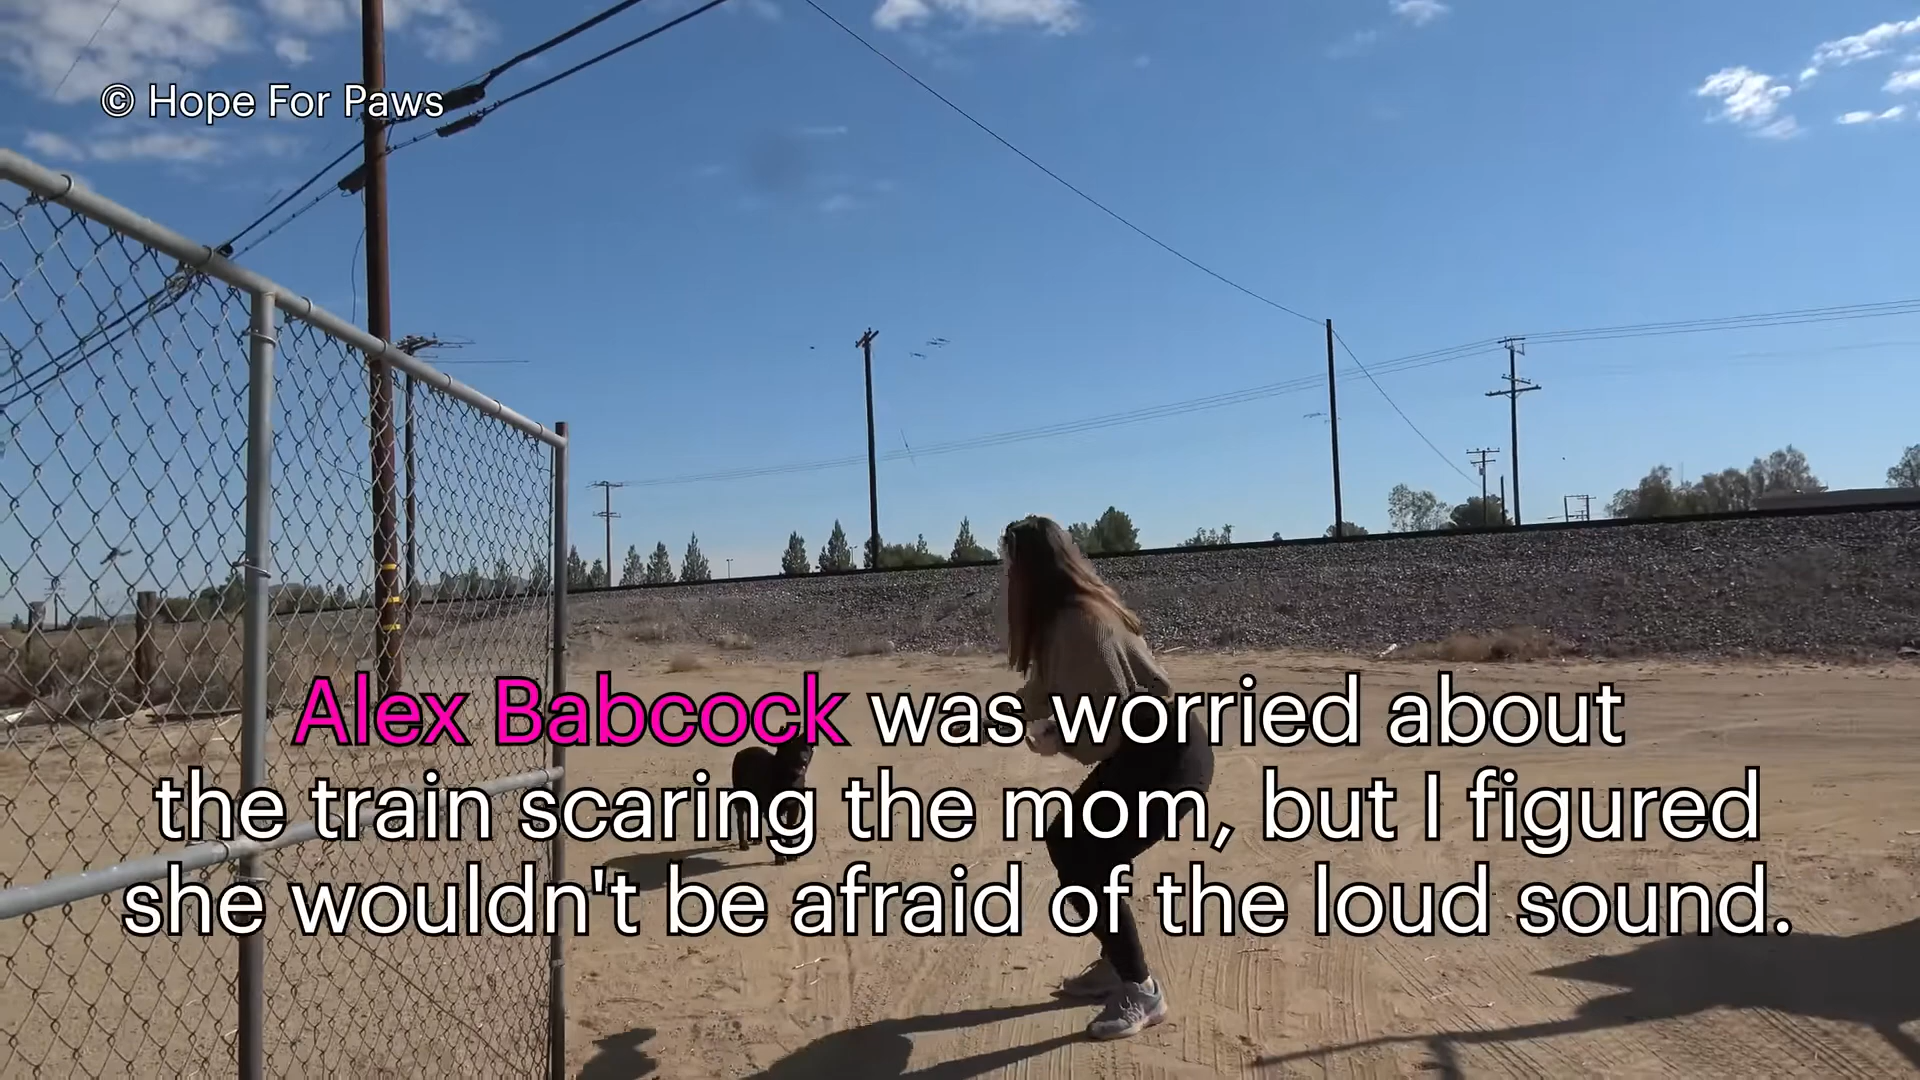 © Hope For Paws
Alex Babcock was worried about
the train scaring the mom, but I figured
she wouldn't be afraid of the loud sound.